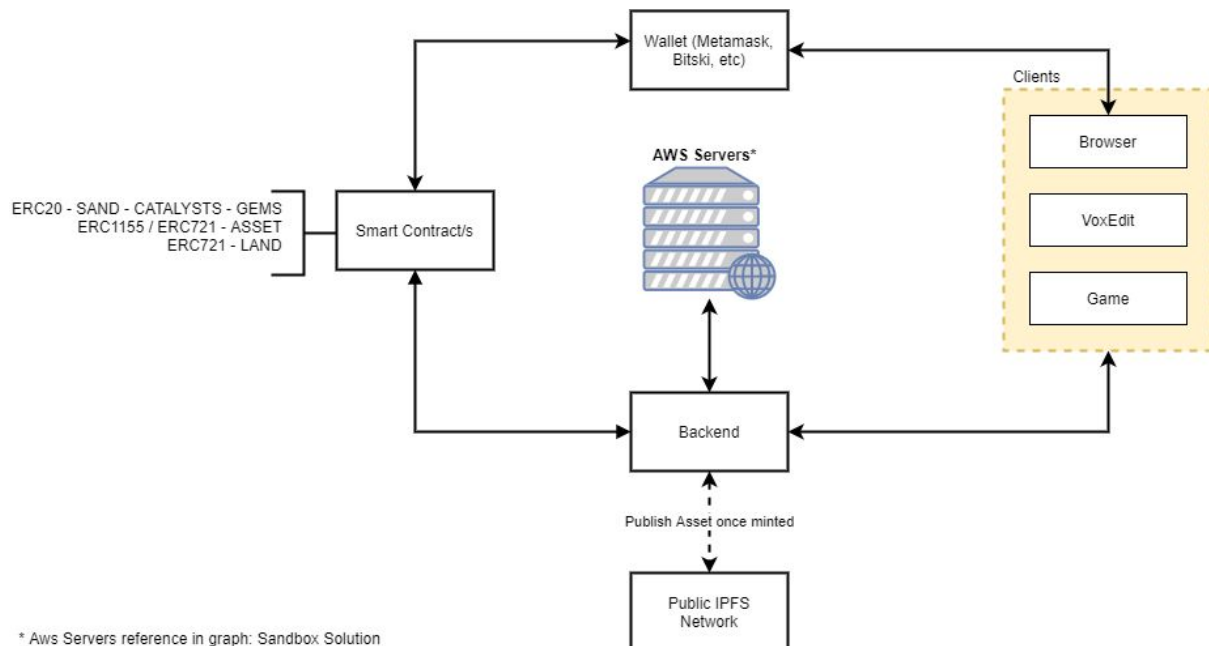 Wallet (Metamask,
Bitski, etc)
Clients
Browser
AWS Servers*
ERC20 - SAND - CATALYSTS - GEMS
ERC1155 / ERC721 - ASSET
ERC721 - LAND
Smart Contract/s
VoxEdit
Game
Backend
Publish Asset once minted
Public IPFS
Network
* Aws Servers reference in graph: Sandbox Solution